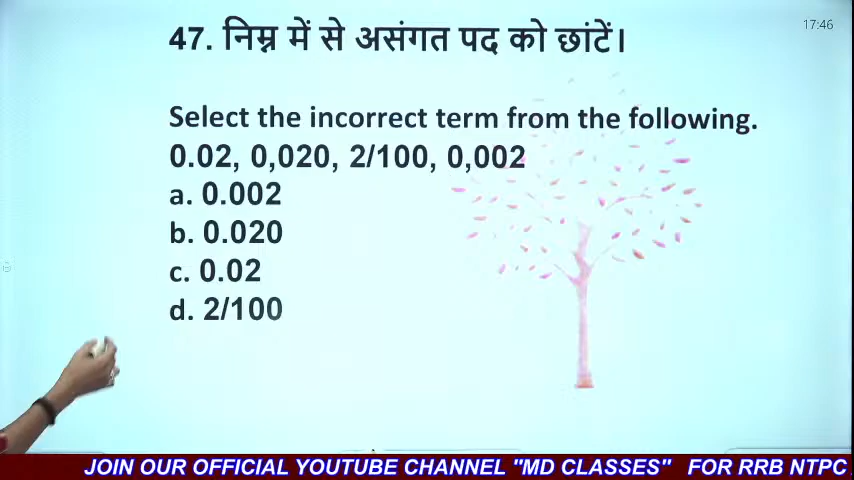 17:46
47. निम्न में से असंगत पद को छांटें।
Select the incorrect term from the following.
0.02, 0,020, 2/100, 0,002
a. 0.002
b. 0.020
c. 0.02
d. 2/100
JOIN OUR OFFICIAL YOUTUBE CHANNEL "MD CLASSES" FOR RRB NTPC